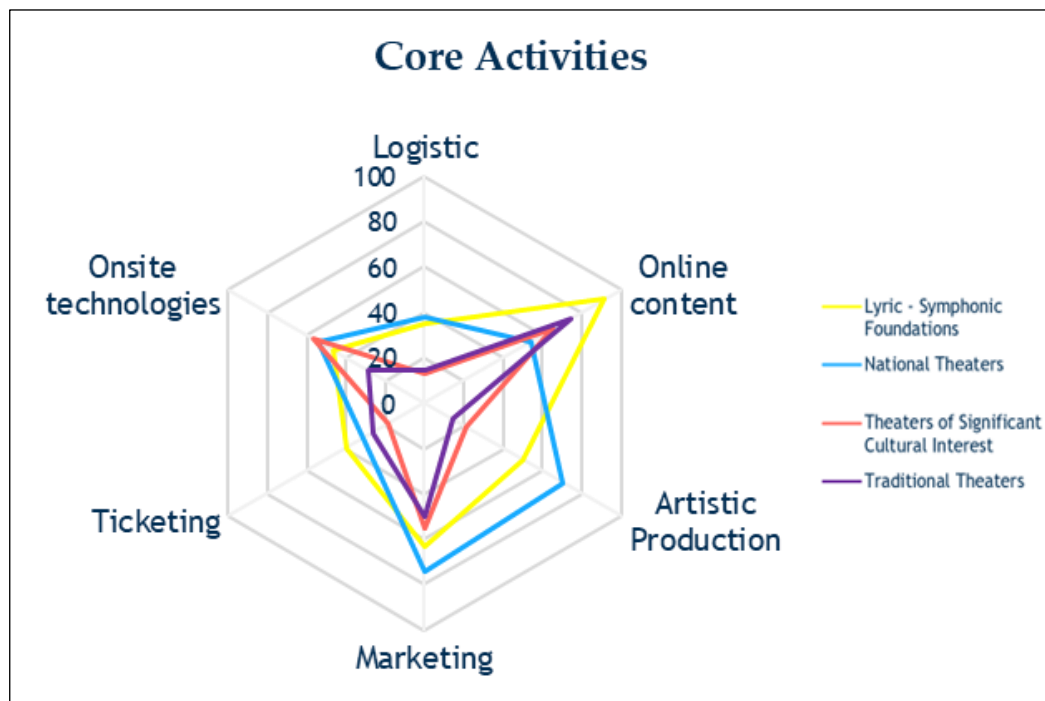 Core Activities
Logistic
100
80
60
40
20
0
Onsite
technologies
Online
content
Ticketing
Artistic
Production
Marketing
Lyric - Symphonic
Foundations
National Theaters
Theaters of Significant
Cultural Interest
Traditional Theaters